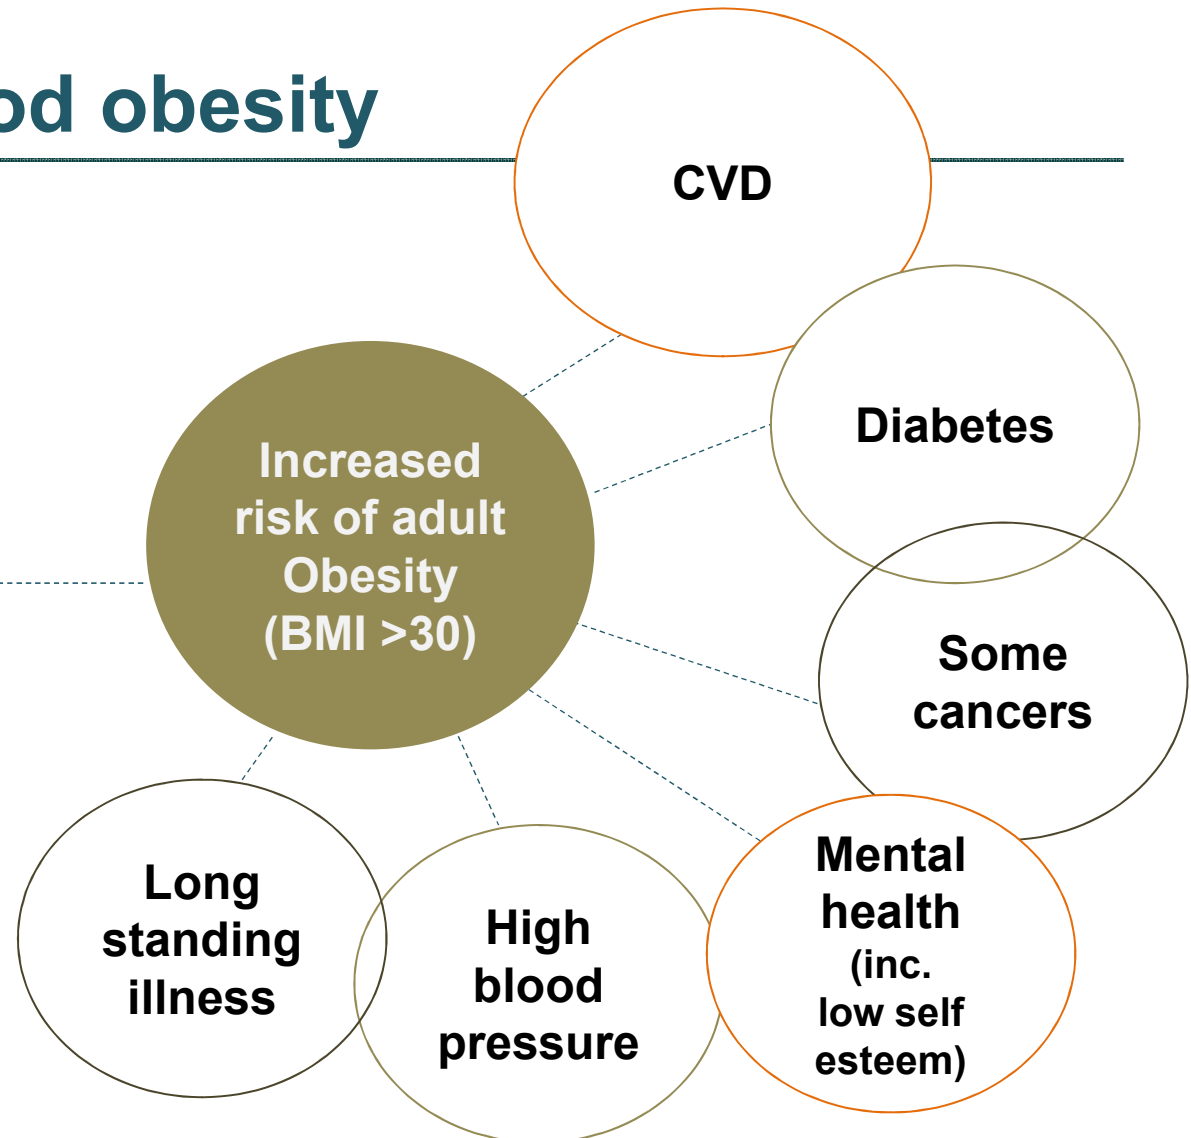 od obesity
CVD
Diabetes
Increased
risk of adult
Obesity
(BMI >30)
Some
cancers
Mental
health
(inc.
low self
esteem)
High
blood
pressure
Long
standing
illness